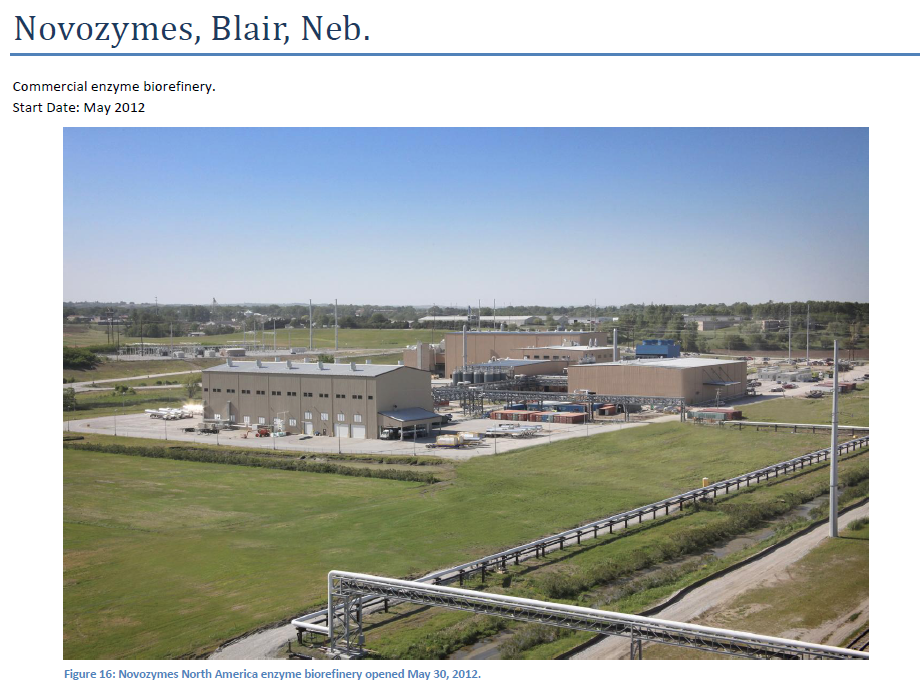 Novozymes, Blair, Neb.
Commercial enzyme biorefinery.
Start Date: May 2012
Figure 16: Novozymes North America enzyme biorefinery opened May 30, 2012.